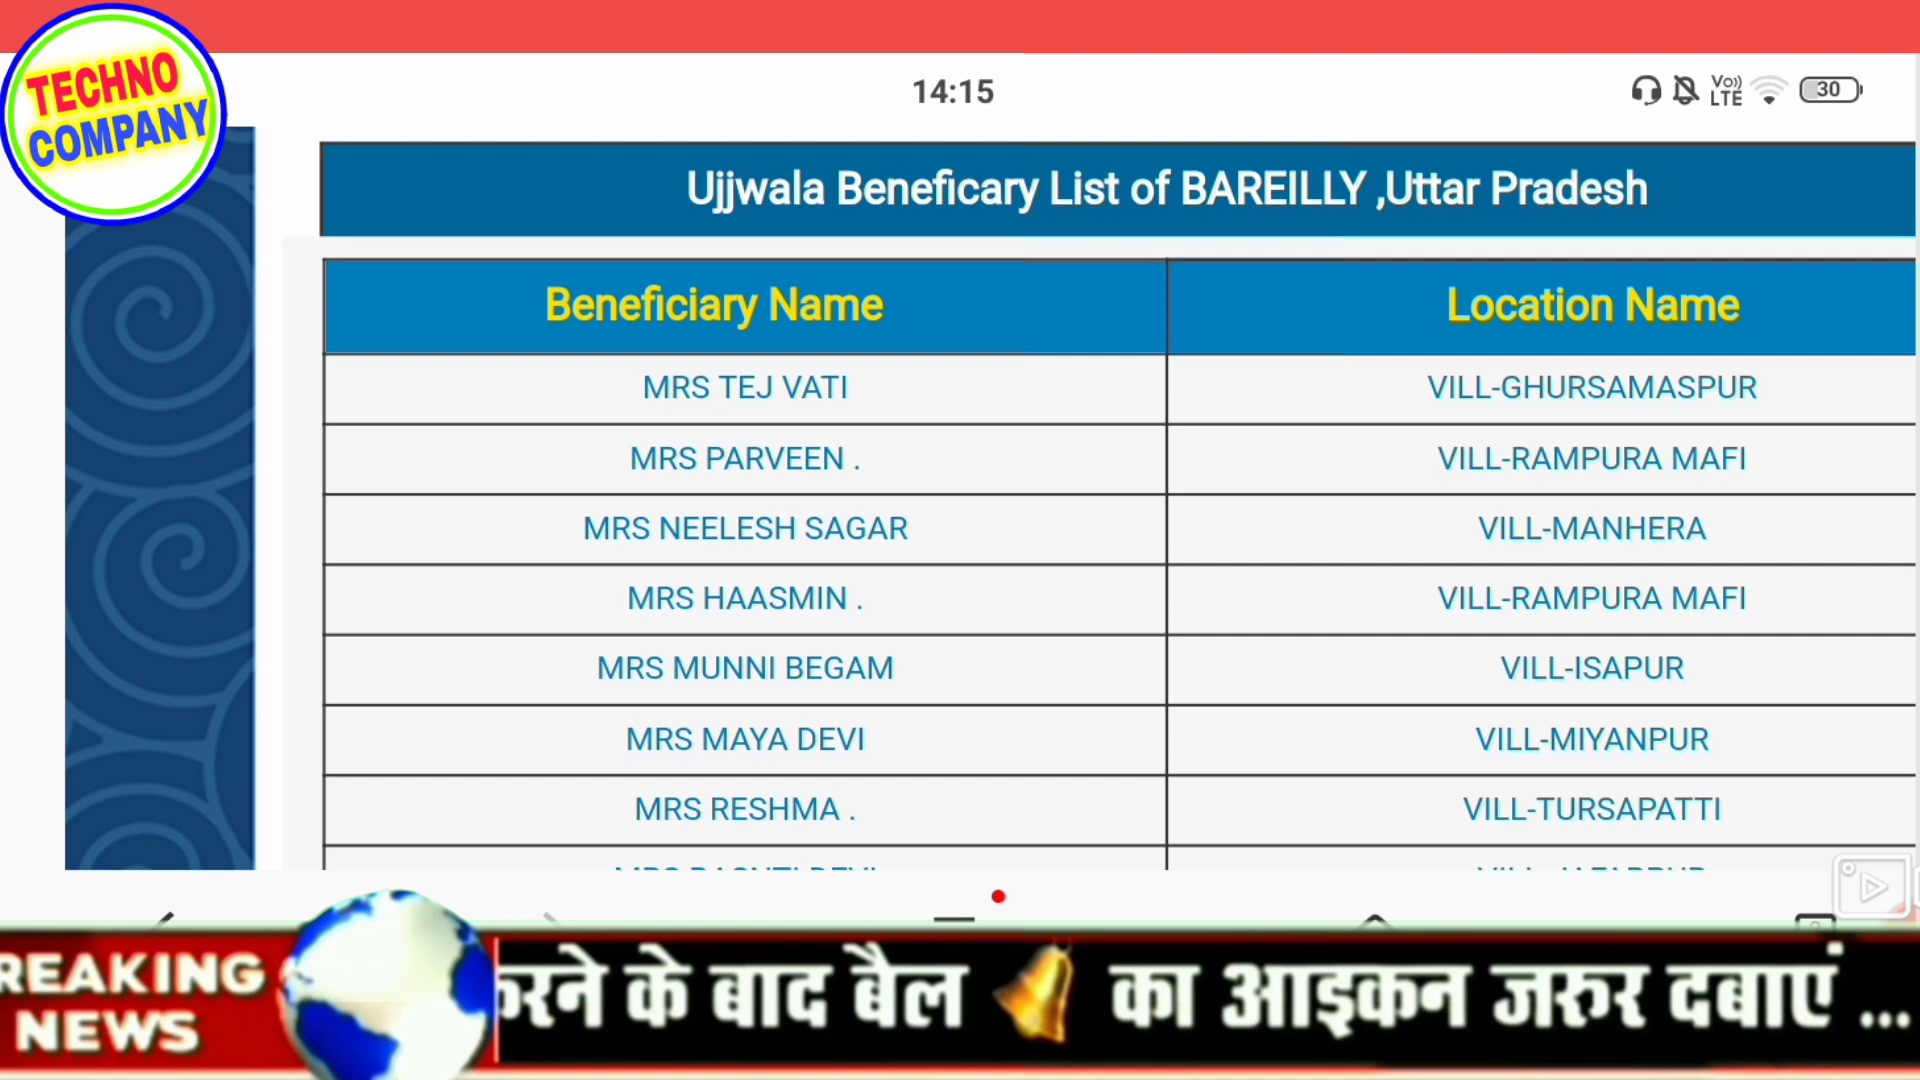 TECHNO
COMPANY
14:15
Vo))
LTE
30
Ujjwala Beneficary List of BAREILLY ,Uttar Pradesh
Beneficiary Name Location Name
MRS TEJ VATI VILL-GHURSAMASPUR
MRS PARVEEN . VILL-RAMPURA MAFI
MRS NEELESH SAGAR VILL-MANHERA
MRS HAASMIN . VILL-RAMPURA MAFI
MRS MUNNI BEGAM VILL-ISAPUR
MRS MAYA DEVI VILL-MIYANPUR
MRS RESHMA . VILL-TURSAPATTI
REAKING
NEWS
करने के बाद बैल 🔔 का आइकन जरुर दबाएं ...